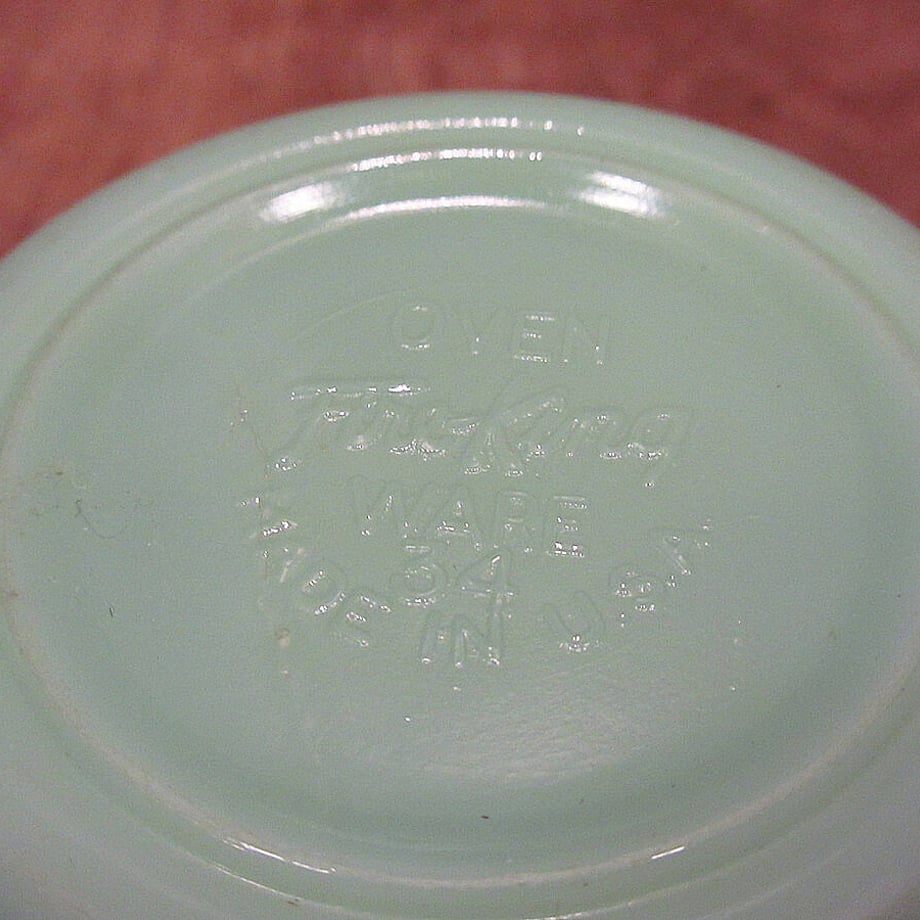 OVEN
Fire-King
WARE
34
MADE IN U.S.A.